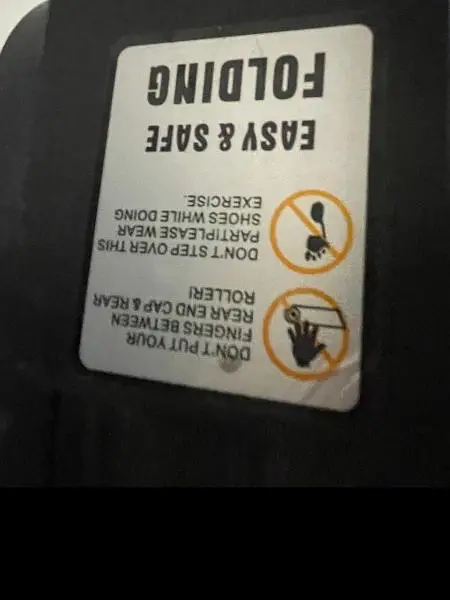 DON'T PUT YOUR
FINGERS BETWEEN
REAR END CAP & REAR
ROLLER!
DON'T STEP OVER THIS
PART!PLEASE WEAR
SHOES WHILE DOING
EXERCISE.
EASY & SAFE
FOLDING